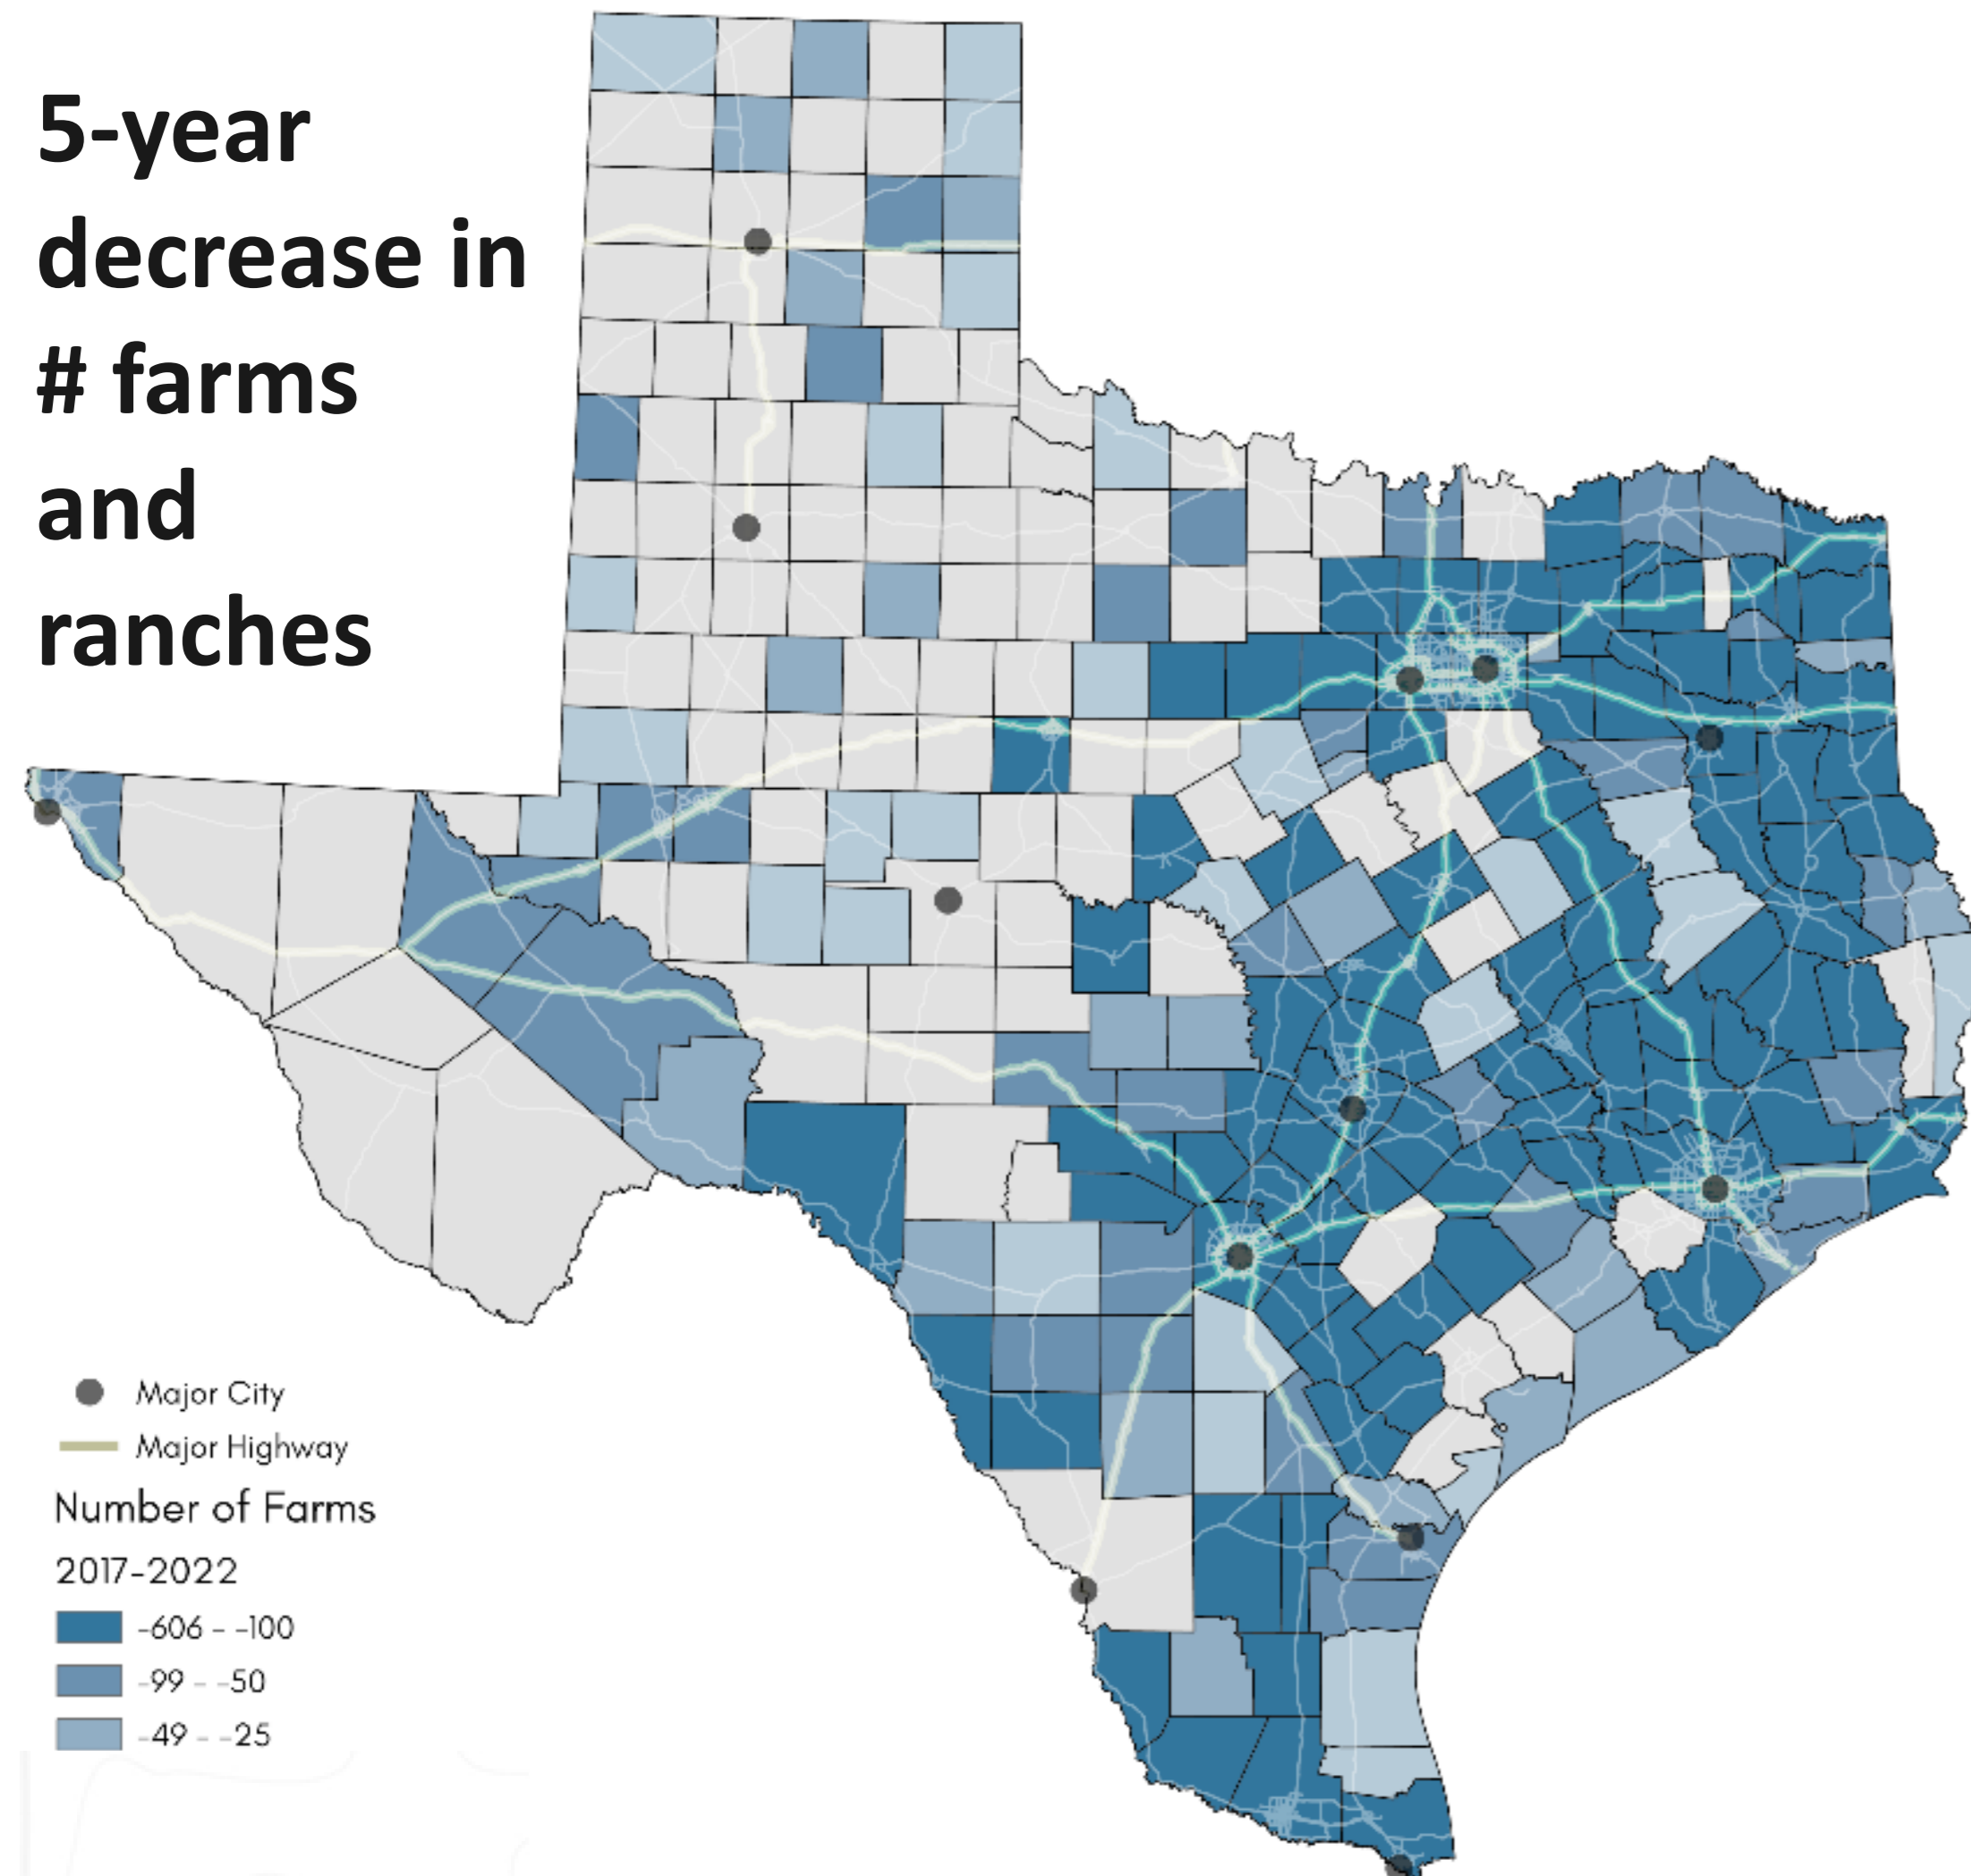 5-year
decrease in
# farms
and
ranches
Major City
Major Highway
Number of Farms
2017-2022
-606 - -100
-99 - -50
-49 - -25